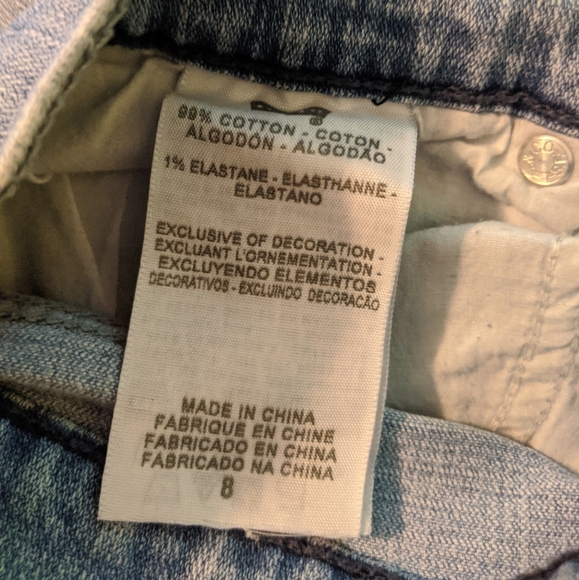 99% COTTON - COTON -
ALGODÓN - ALGODÃO
1% ELASTANE - ELASTHANNE -
ELASTANO
EXCLUSIVE OF DECORATION -
EXCLUANT L'ORNEMENTATION -
EXCLUYENDO ELEMENTOS
DECORATIVOS - EXCLUINDO DECORAÇÃO
MADE IN CHINA
FABRIQUE EN CHINE
FABRICADO EN CHINA
FABRICADO NA CHINA
8